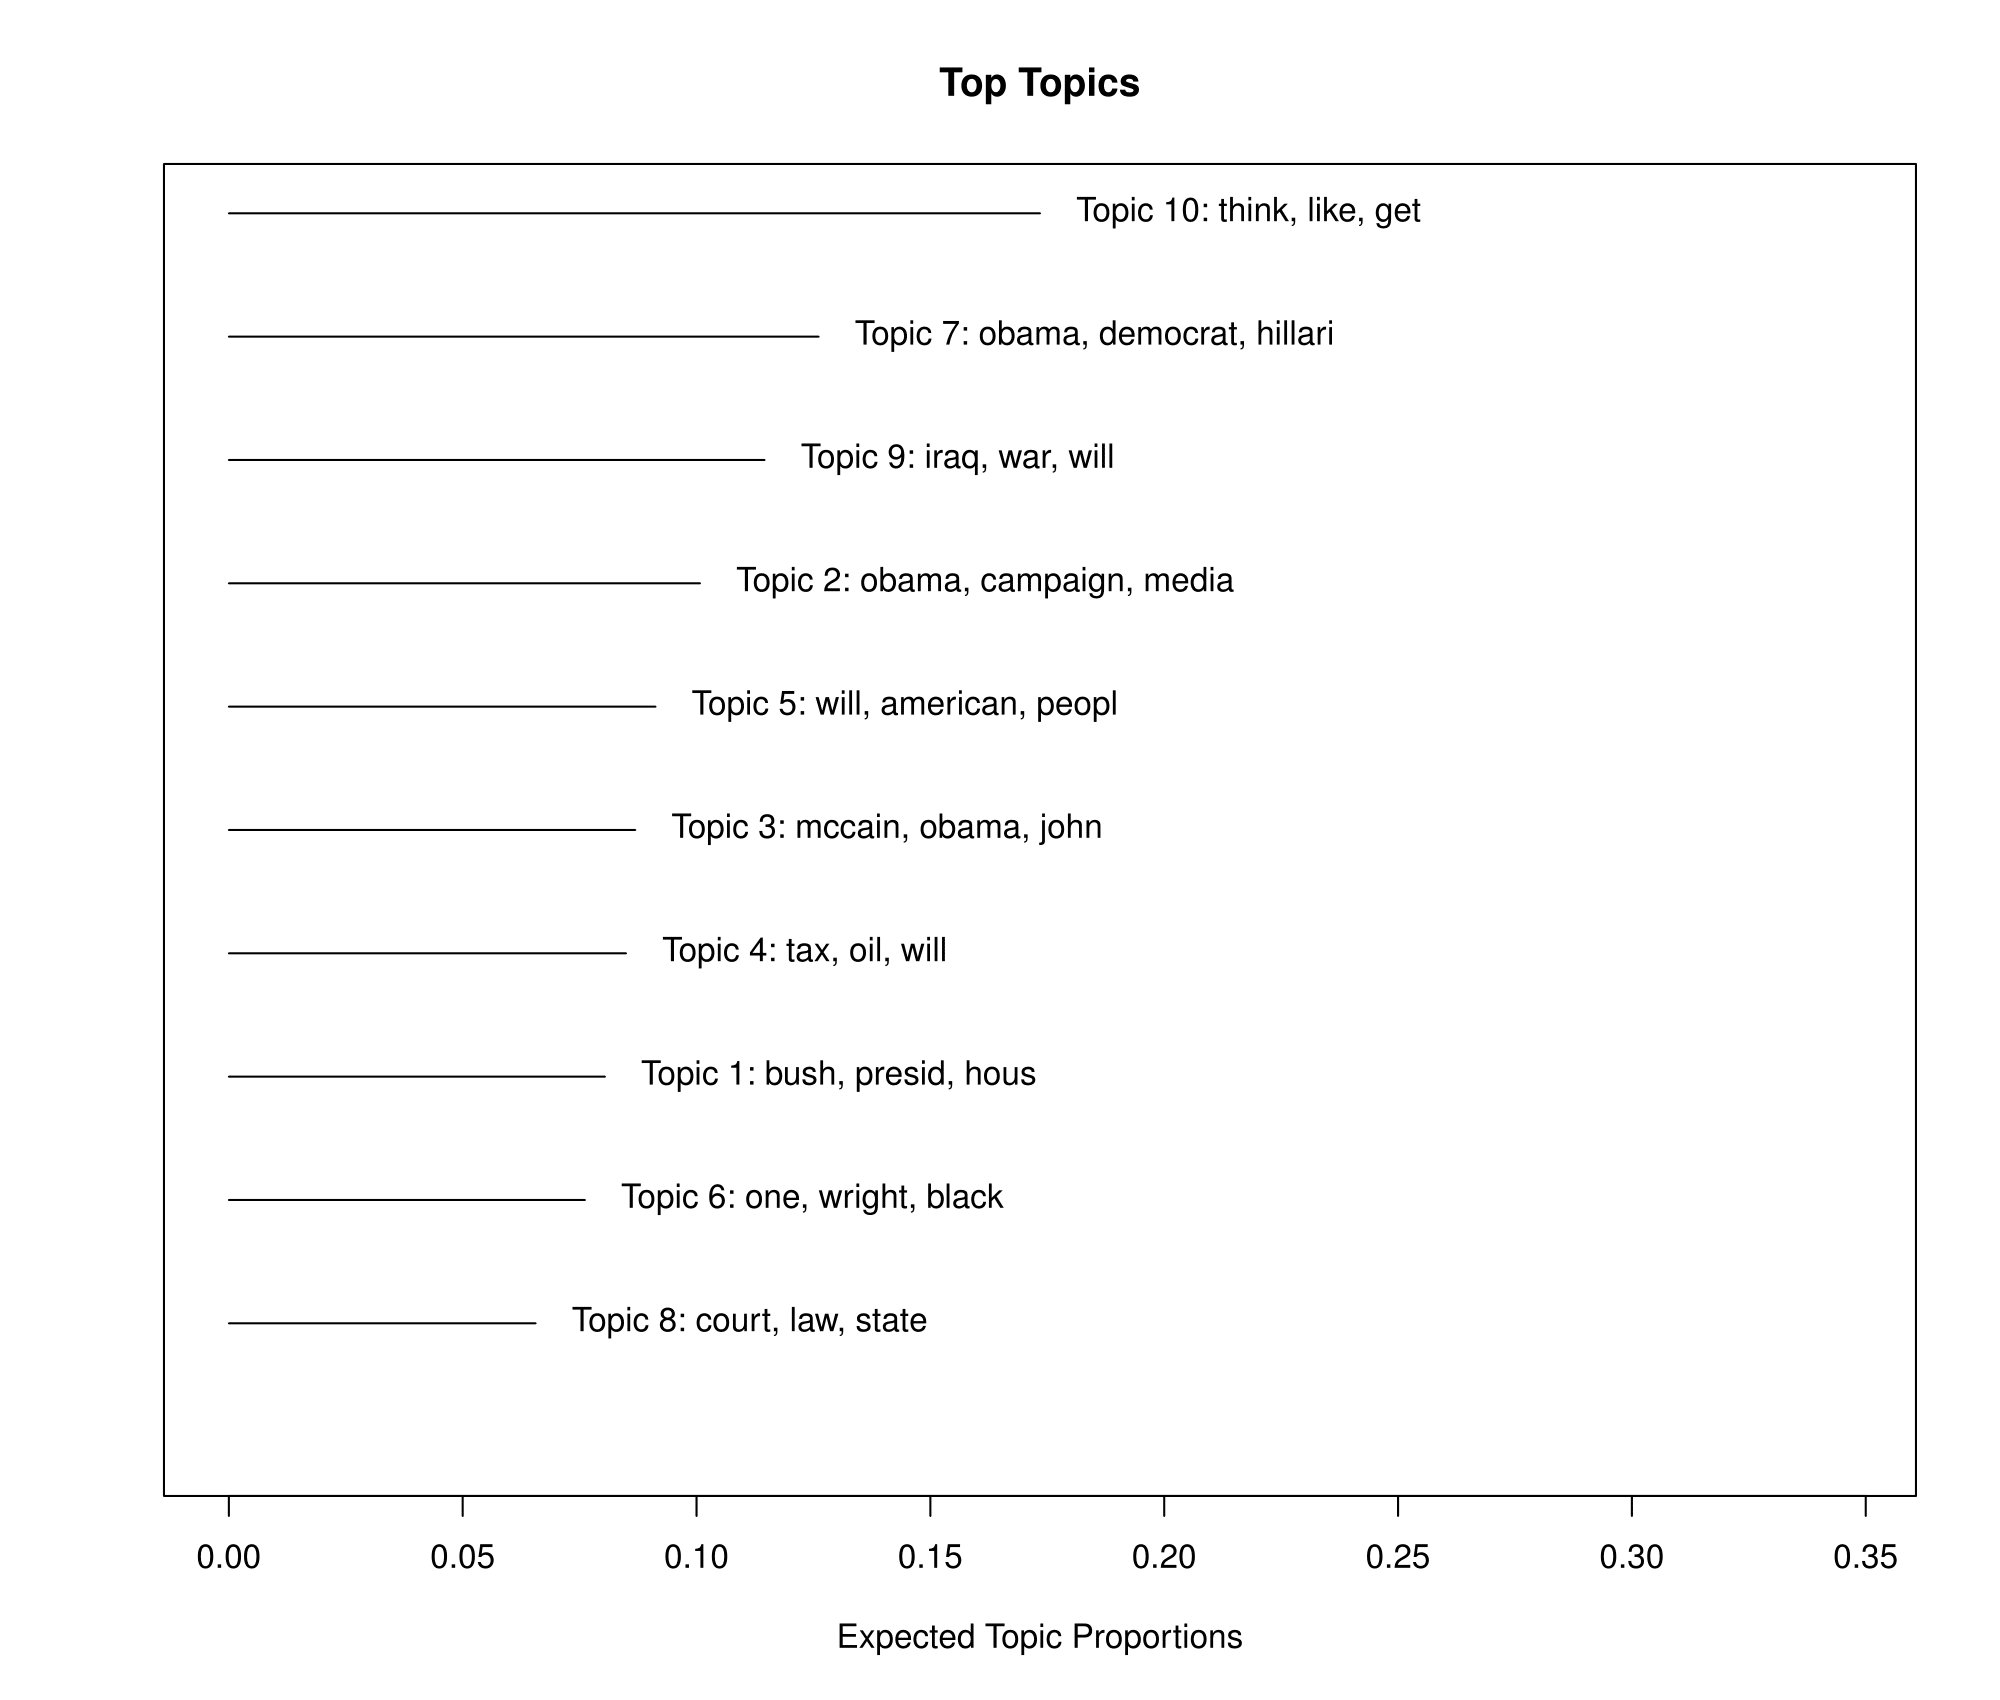 Top Topics
Topic 10: think, like, get
Topic 7: obama, democrat, hillari
Topic 9: iraq, war, will
Topic 2: obama, campaign, media
Topic 5: will, american, peopl
Topic 3: mccain, obama, john
Topic 4: tax, oil, will
Topic 1: bush, presid, hous
Topic 6: one, wright, black
Topic 8: court, law, state
0.00 0.05 0.10 0.15 0.20 0.25 0.30 0.35
Expected Topic Proportions